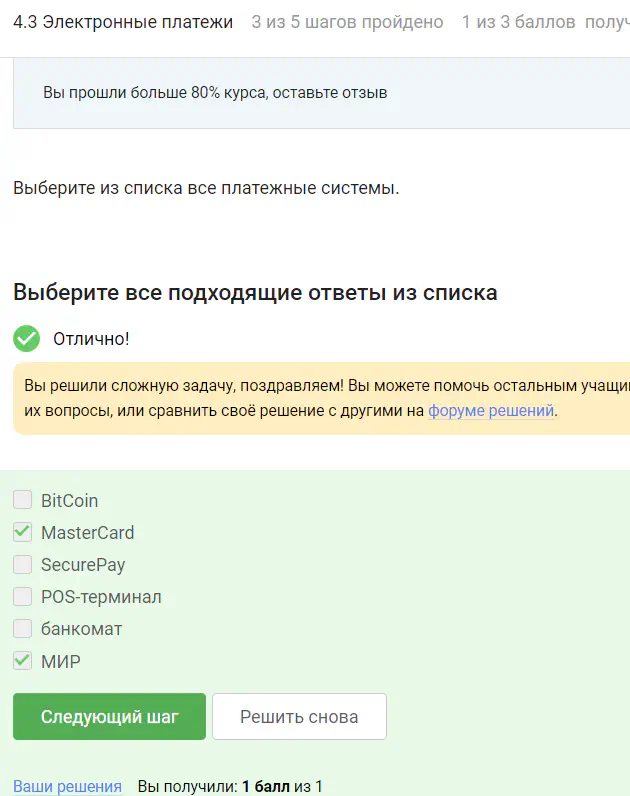 4.3 Электронные платежи 3 из 5 шагов пройдено 1 из 3 баллов получ
Вы прошли больше 80% курса, оставьте отзыв
Выберите из списка все платежные системы.
Выберите все подходящие ответы из списка
Отлично!
Вы решили сложную задачу, поздравляем! Вы можете помочь остальным учащи
их вопросы, или сравнить своё решение с другими на форуме решений.
BitCoin
MasterCard
SecurePay
POS-терминал
банкомат
МИР
Следующий шаг Решить снова
Ваши решения Вы получили: 1 балл из 1